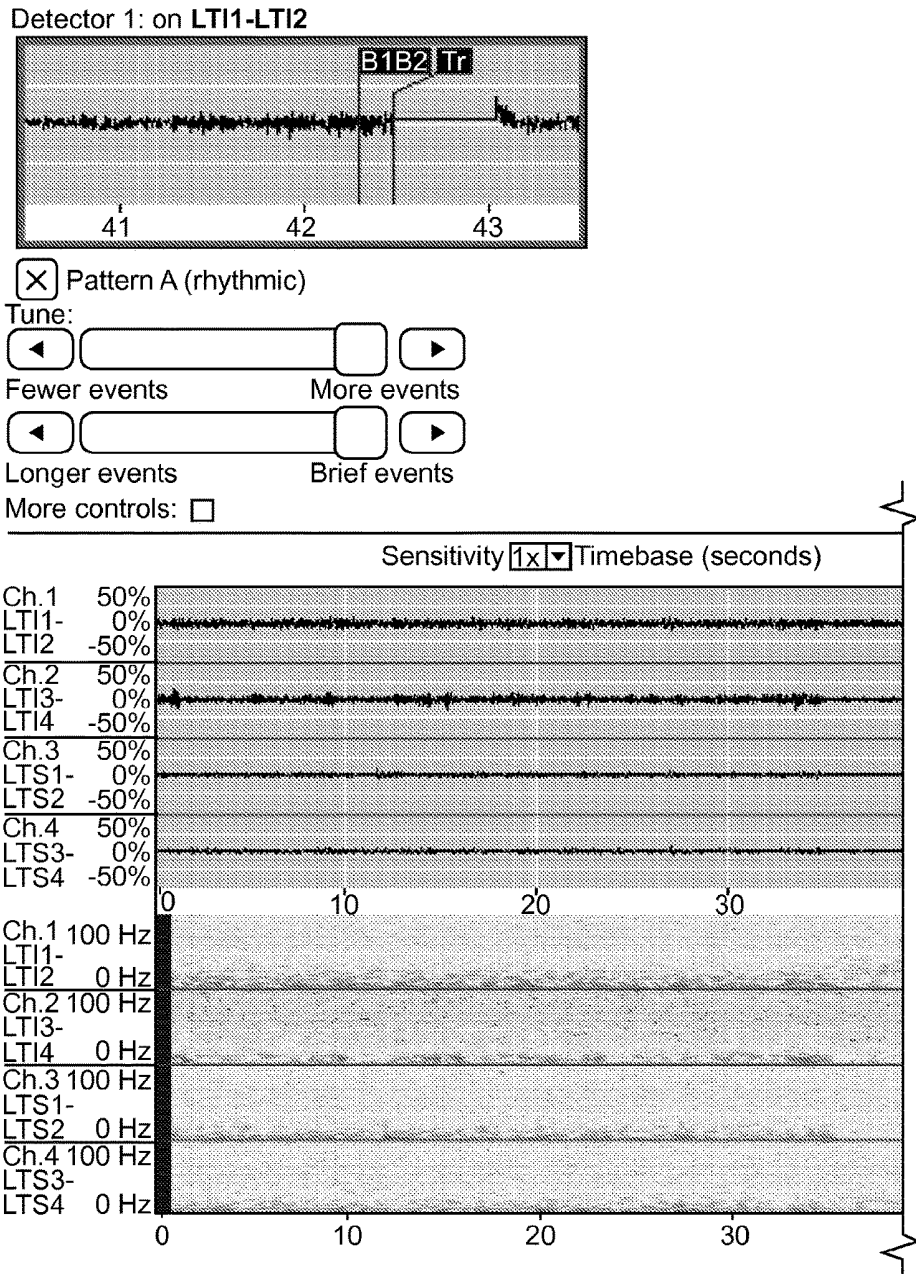 Detector 1: on LTI1-LTI2
B1B2 Tr
41 42 43
Pattern A (rhythmic)
Tune:
Fewer events More events
Longer events Brief events
More controls:
Sensitivity 1x Timebase (seconds)
Ch.1 50%
LTI1- 0%
LTI2 -50%
Ch.2 50%
LTI3- 0%
LTI4 -50%
Ch.3 50%
LTS1- 0%
LTS2 -50%
Ch.4 50%
LTS3- 0%
LTS4 -50%
0 10 20 30
Ch.1 100 Hz
LTI1-
LTI2 0 Hz
Ch.2 100 Hz
LTI3-
LTI4 0 Hz
Ch.3 100 Hz
LTS1-
LTS2 0 Hz
Ch.4 100 Hz
LTS3-
LTS4 0 Hz
0 10 20 30